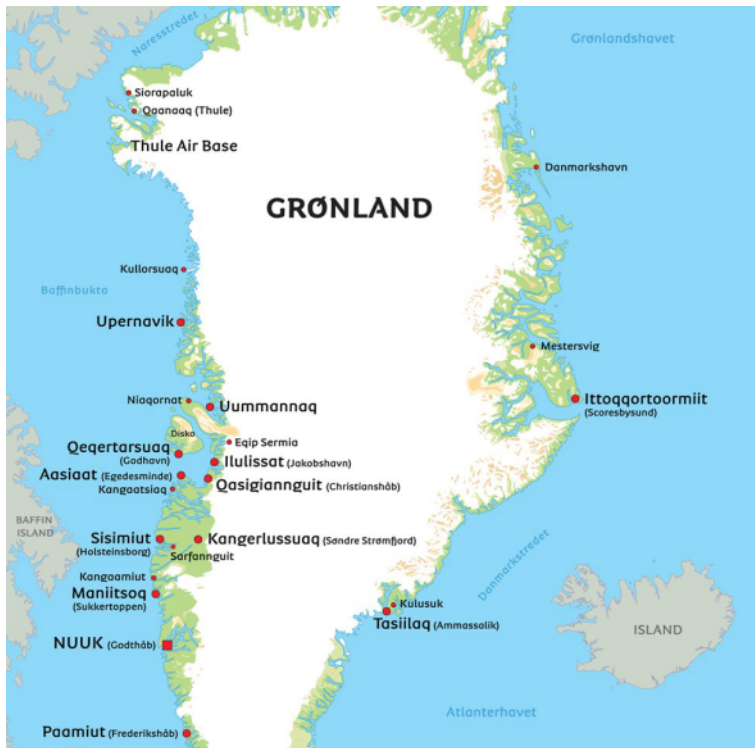 Naresstredet
Grønlandshavet
Siorapaluk
Qaanaaq (Thule)
Thule Air Base
Danmarkshavn
GRØNLAND
Kullorsuaq
Baffinbukta
Upernavik
Mestersvig
Niaqornat
Uummannaq
Ittoqqortoormiit
(Scoresbysund)
Disko
Eqip Sermia
Qeqertarsuaq
(Godhavn)
Ilulissat (Jakobshavn)
Aasiaat (Egedesminde)
Qasigiannguit (Christianshåb)
Kangaatsiaq
BAFFIN
ISLAND
Sisimiut
(Holsteinsborg)
Kangerlussuaq (Søndre Strømfjord)
Sarfannguit
Danmarkstredet
Kangaamiut
Maniitsoq
(Sukkertoppen)
Kulusuk
Tasiilaq (Ammassalik)
ISLAND
NUUK (Godthåb)
Atlanterhavet
Paamiut (Frederikshåb)